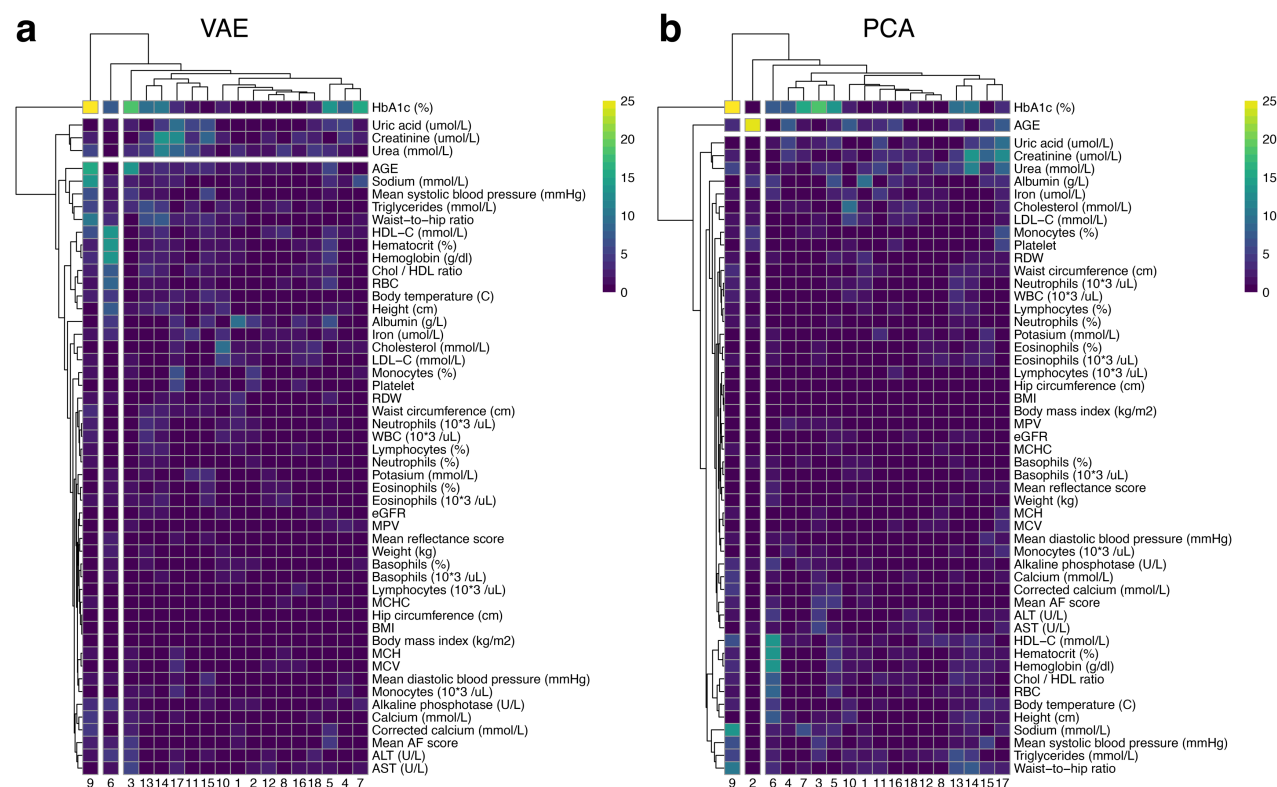 a VAE
HbA1c (%)
Uric acid (umol/L)
Creatinine (umol/L)
Urea (mmol/L)
AGE
Sodium (mmol/L)
Mean systolic blood pressure (mmHg)
Triglycerides (mmol/L)
Waist−to−hip ratio
HDL−C (mmol/L)
Hematocrit (%)
Hemoglobin (g/dl)
Chol / HDL ratio
RBC
Body temperature (C)
Height (cm)
Albumin (g/L)
Iron (umol/L)
Cholesterol (mmol/L)
LDL−C (mmol/L)
Monocytes (%)
Platelet
RDW
Waist circumference (cm)
Neutrophils (10*3 /uL)
WBC (10*3 /uL)
Lymphocytes (%)
Neutrophils (%)
Potasium (mmol/L)
Eosinophils (%)
Eosinophils (10*3 /uL)
eGFR
MPV
Mean reflectance score
Weight (kg)
Basophils (%)
Basophils (10*3 /uL)
Lymphocytes (10*3 /uL)
MCHC
Hip circumference (cm)
BMI
Body mass index (kg/m2)
MCH
MCV
Mean diastolic blood pressure (mmHg)
Monocytes (10*3 /uL)
Alkaline phosphotase (U/L)
Calcium (mmol/L)
Corrected calcium (mmol/L)
Mean AF score
ALT (U/L)
AST (U/L)
9 6 3 13 14 17 11 15 10 1 2 12 8 16 18 5 4 7
25
20
15
10
5
0
b PCA
HbA1c (%)
AGE
Uric acid (umol/L)
Creatinine (umol/L)
Urea (mmol/L)
Albumin (g/L)
Iron (umol/L)
Cholesterol (mmol/L)
LDL−C (mmol/L)
Monocytes (%)
Platelet
RDW
Waist circumference (cm)
Neutrophils (10*3 /uL)
WBC (10*3 /uL)
Lymphocytes (%)
Neutrophils (%)
Potasium (mmol/L)
Eosinophils (%)
Eosinophils (10*3 /uL)
Lymphocytes (10*3 /uL)
Hip circumference (cm)
BMI
Body mass index (kg/m2)
MPV
eGFR
MCHC
Basophils (%)
Basophils (10*3 /uL)
Mean reflectance score
Weight (kg)
MCH
MCV
Mean diastolic blood pressure (mmHg)
Monocytes (10*3 /uL)
Alkaline phosphotase (U/L)
Calcium (mmol/L)
Corrected calcium (mmol/L)
Mean AF score
ALT (U/L)
AST (U/L)
HDL−C (mmol/L)
Hematocrit (%)
Hemoglobin (g/dl)
Chol / HDL ratio
RBC
Body temperature (C)
Height (cm)
Sodium (mmol/L)
Mean systolic blood pressure (mmHg)
Triglycerides (mmol/L)
Waist−to−hip ratio
9 2 6 4 7 3 5 10 1 11 16 18 12 8 13 14 15 17
25
20
15
10
5
0